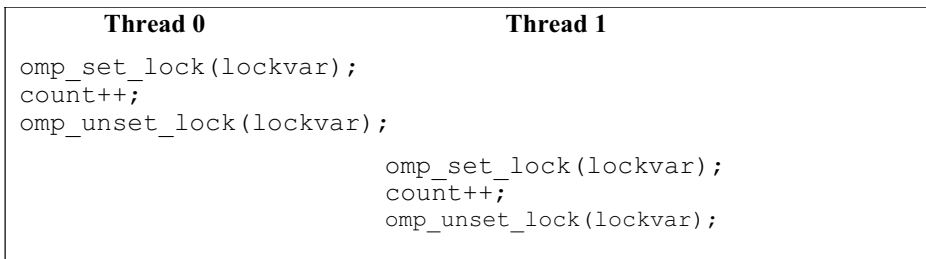 Thread 0 Thread 1
omp_set_lock(lockvar);
count++;
omp_unset_lock(lockvar);
omp_set_lock(lockvar);
count++;
omp_unset_lock(lockvar);